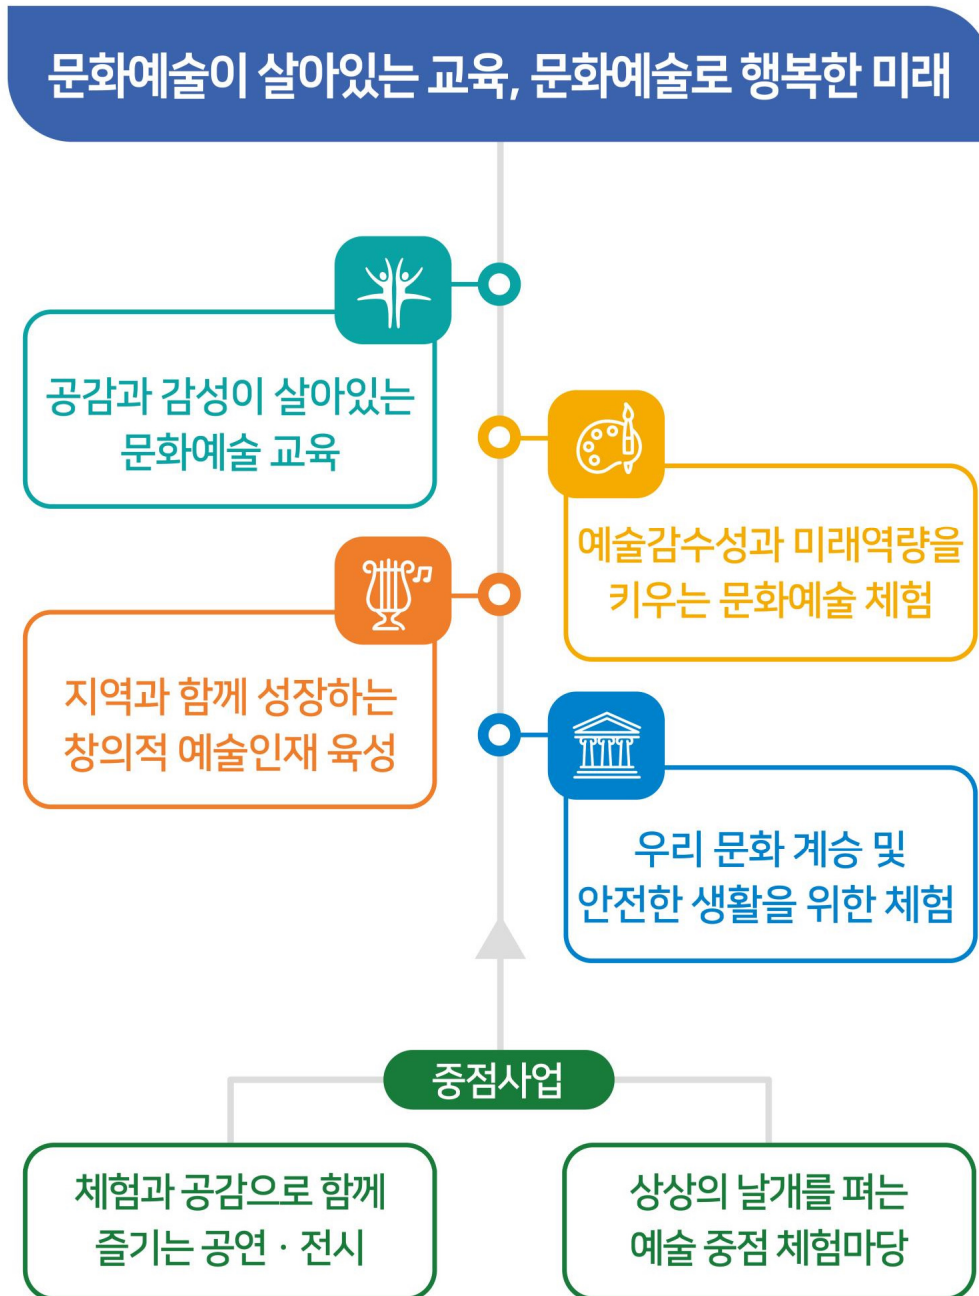 문화예술이 살아있는 교육, 문화예술로 행복한 미래
공감과 감성이 살아있는
문화예술 교육
예술감수성과 미래역량을
키우는 문화예술 체험
지역과 함께 성장하는
창의적 예술인재 육성
우리 문화 계승 및
안전한 생활을 위한 체험
중점사업
체험과 공감으로 함께
즐기는 공연 · 전시
상상의 날개를 펴는
예술 중점 체험마당